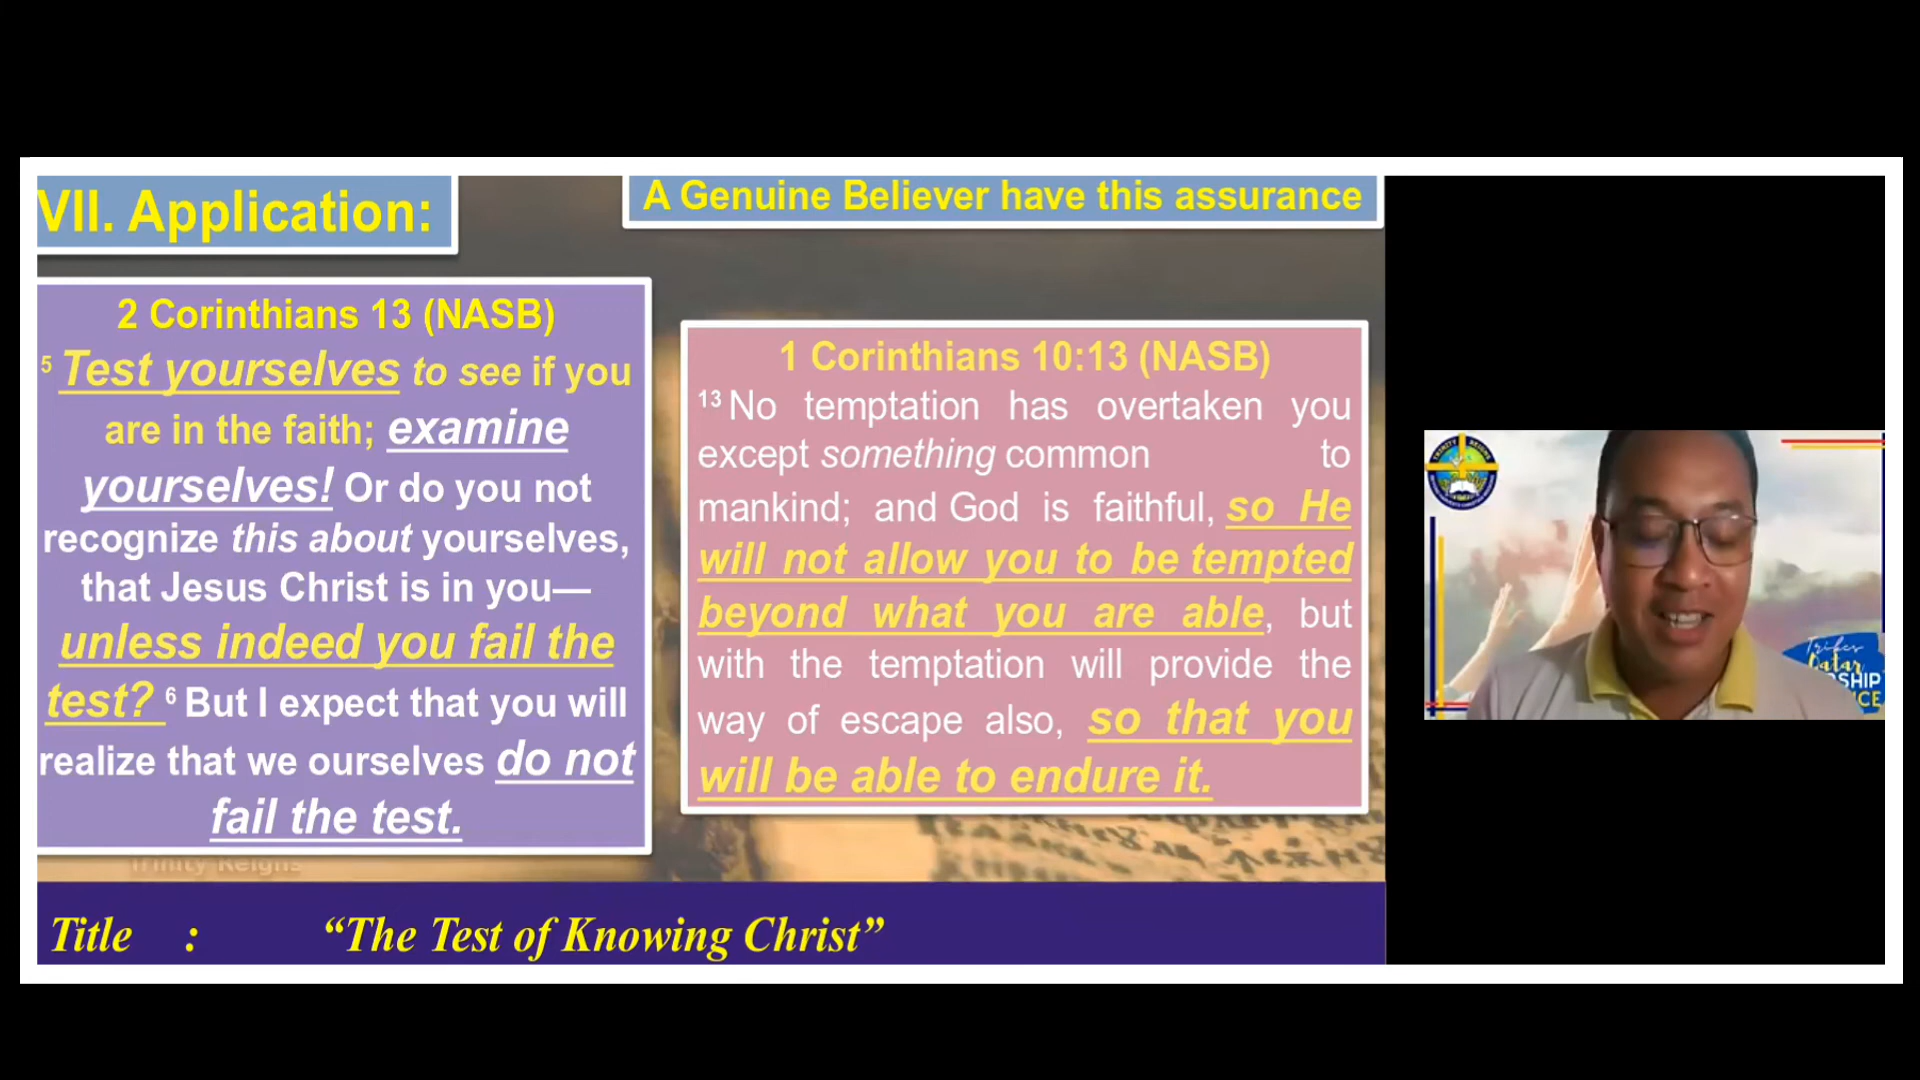 VII. Application:
A Genuine Believer have this assurance
2 Corinthians 13 (NASB)
5 Test yourselves to see if you
are in the faith; examine
yourselves! Or do you not
recognize this about yourselves,
that Jesus Christ is in you—
unless indeed you fail the
test? 6 But I expect that you will
realize that we ourselves do not
fail the test.
1 Corinthians 10:13 (NASB)
13 No temptation has overtaken you
except something common to
mankind; and God is faithful, so He
will not allow you to be tempted
beyond what you are able, but
with the temptation will provide the
way of escape also, so that you
will be able to endure it.
Trinity Reigns
Title : “The Test of Knowing Christ”
TRINITY REIGNS
Tribes
Qatar